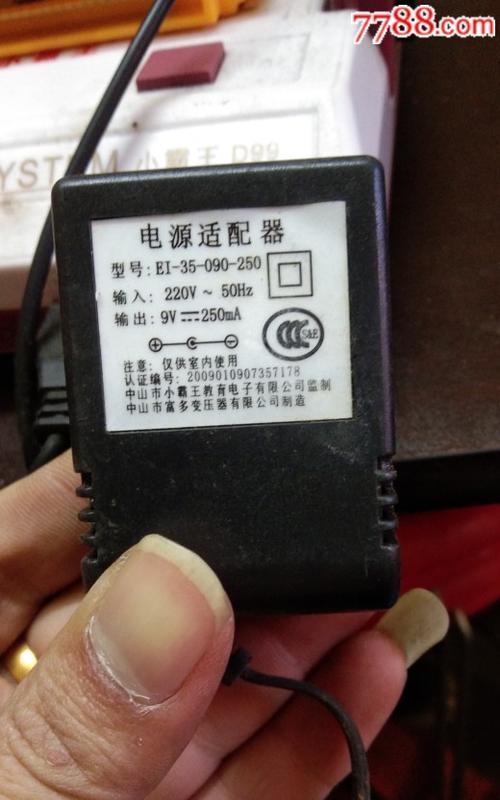 7788.com
YSTEM 小霸王 D99
电源适配器
型号: EI-35-090-250
输入: 220V ~ 50Hz
输出: 9V 250mA
CCC S&E
注意: 仅供室内使用
认证编号: 2009010907357178
中山市小霸王教育电子有限公司监制
中山市富多变压器有限公司制造